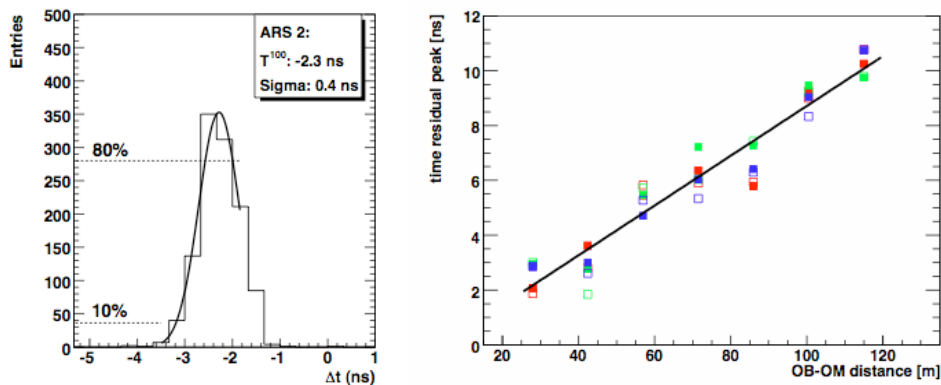 Entries
500
450
400
350
300
250
200
150
100
50
0
80%
10%
ARS 2:
T¹⁰⁰: -2.3 ns
Sigma: 0.4 ns
-5 -4 -3 -2 -1 0 1
Δt (ns)
time residual peak [ns]
12
10
8
6
4
2
0
20 40 60 80 100 120
OB-OM distance [m]